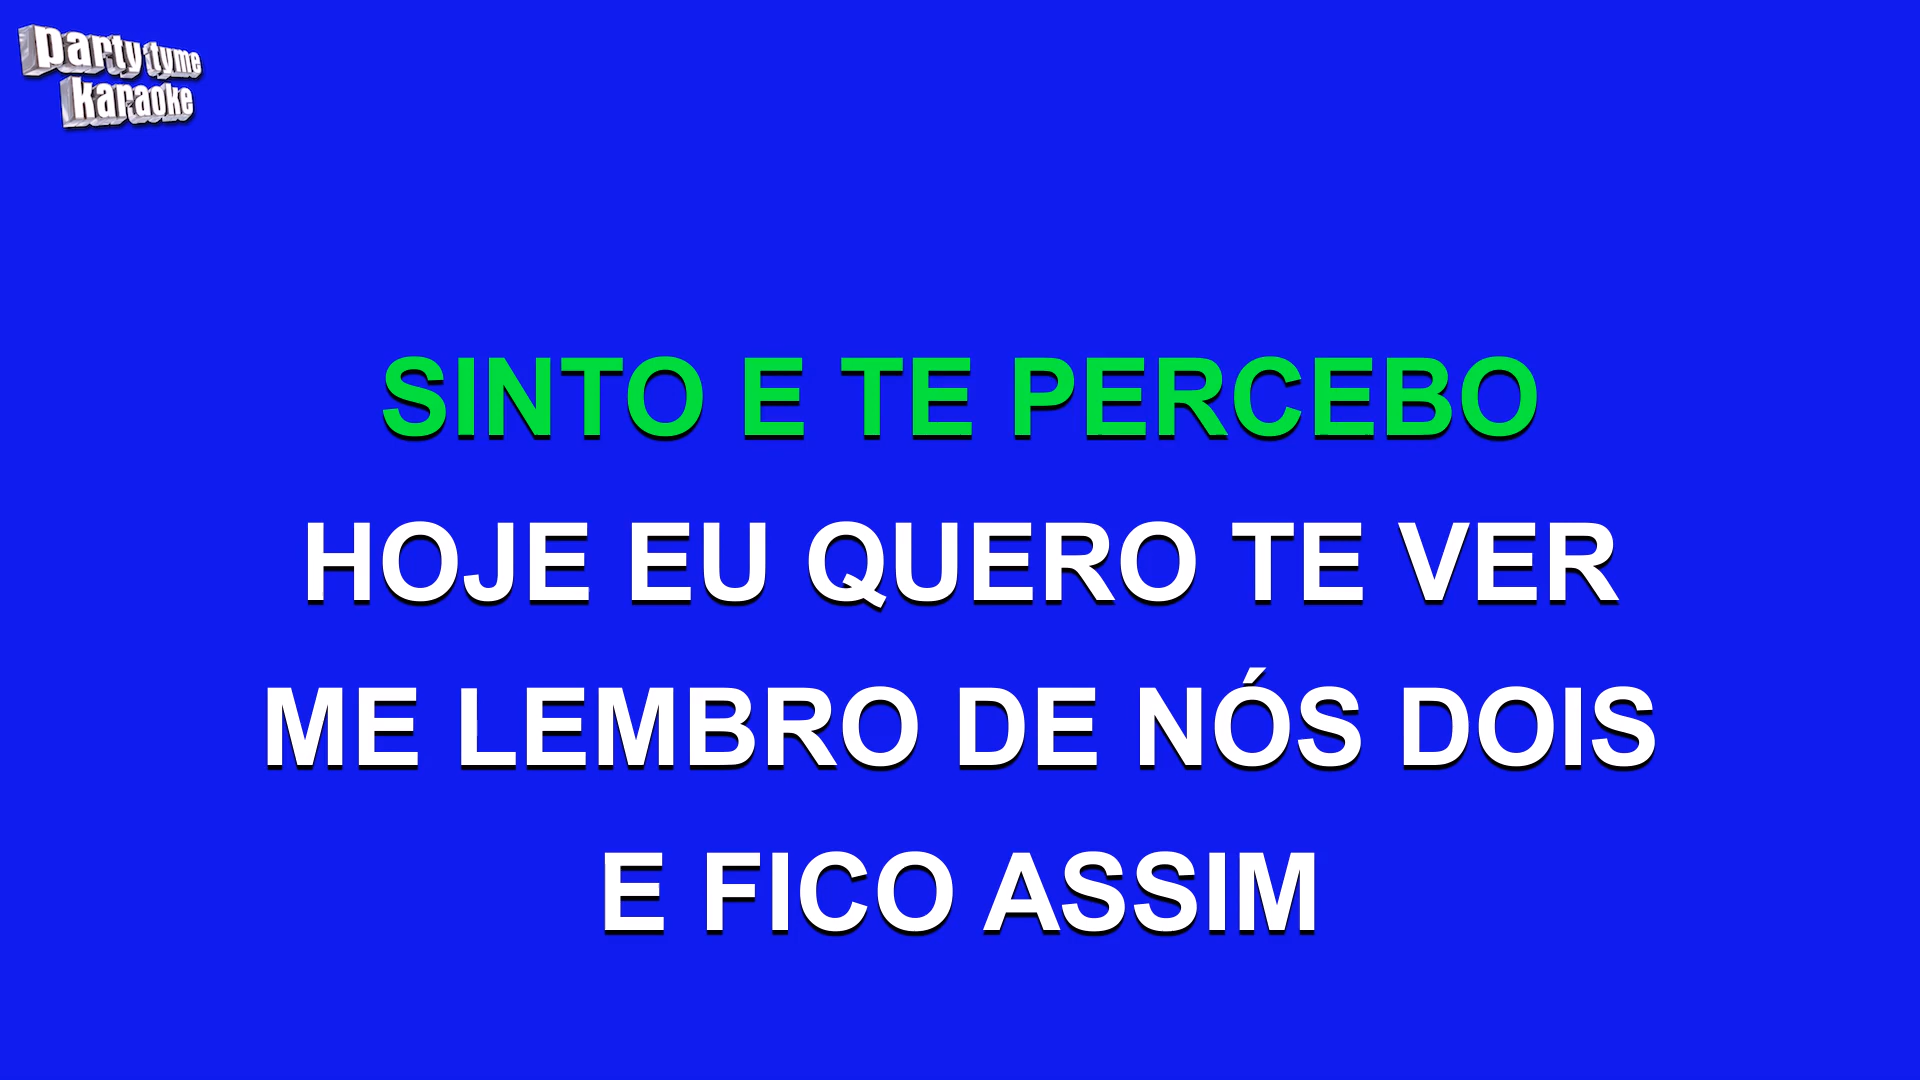 party tyme
karaoke
SINTO E TE PERCEBO
HOJE EU QUERO TE VER
ME LEMBRO DE NÓS DOIS
E FICO ASSIM